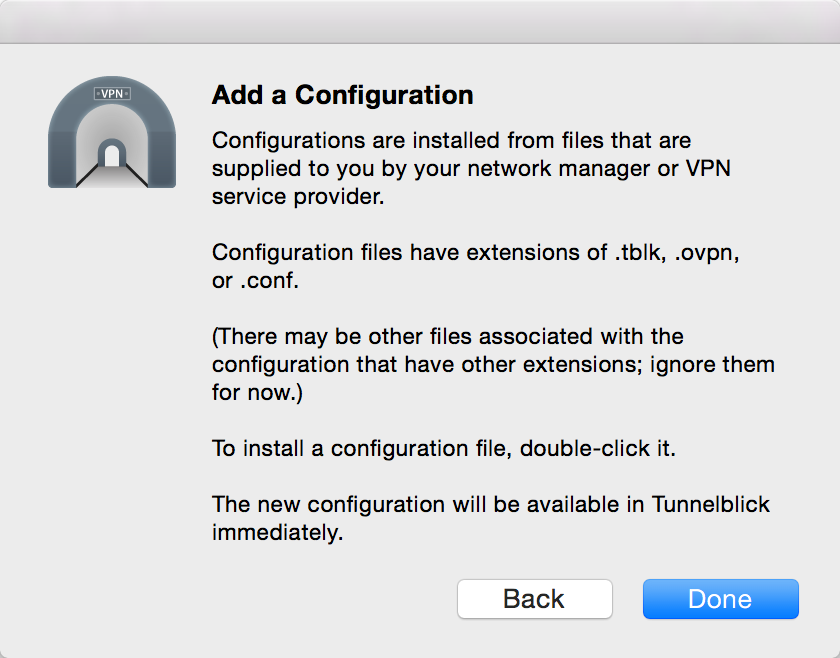 VPN
Add a Configuration
Configurations are installed from files that are
supplied to you by your network manager or VPN
service provider.
Configuration files have extensions of .tblk, .ovpn,
or .conf.
(There may be other files associated with the
configuration that have other extensions; ignore them
for now.)
To install a configuration file, double-click it.
The new configuration will be available in Tunnelblick
immediately.
Back
Done